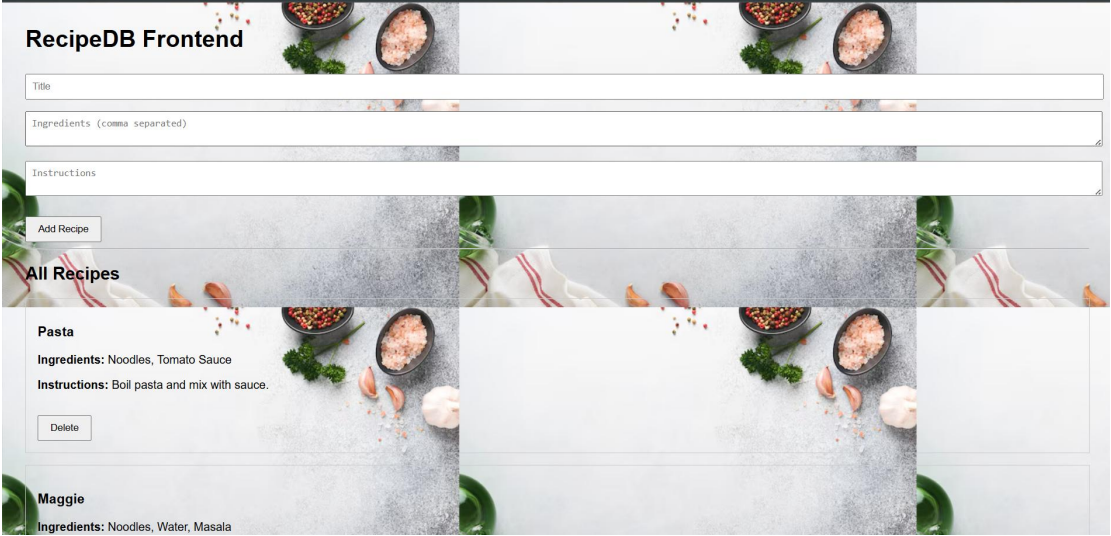 RecipeDB Frontend
Title
Ingredients (comma separated)
Instructions
Add Recipe
All Recipes
Pasta
Ingredients: Noodles, Tomato Sauce
Instructions: Boil pasta and mix with sauce.
Delete
Maggie
Ingredients: Noodles, Water, Masala